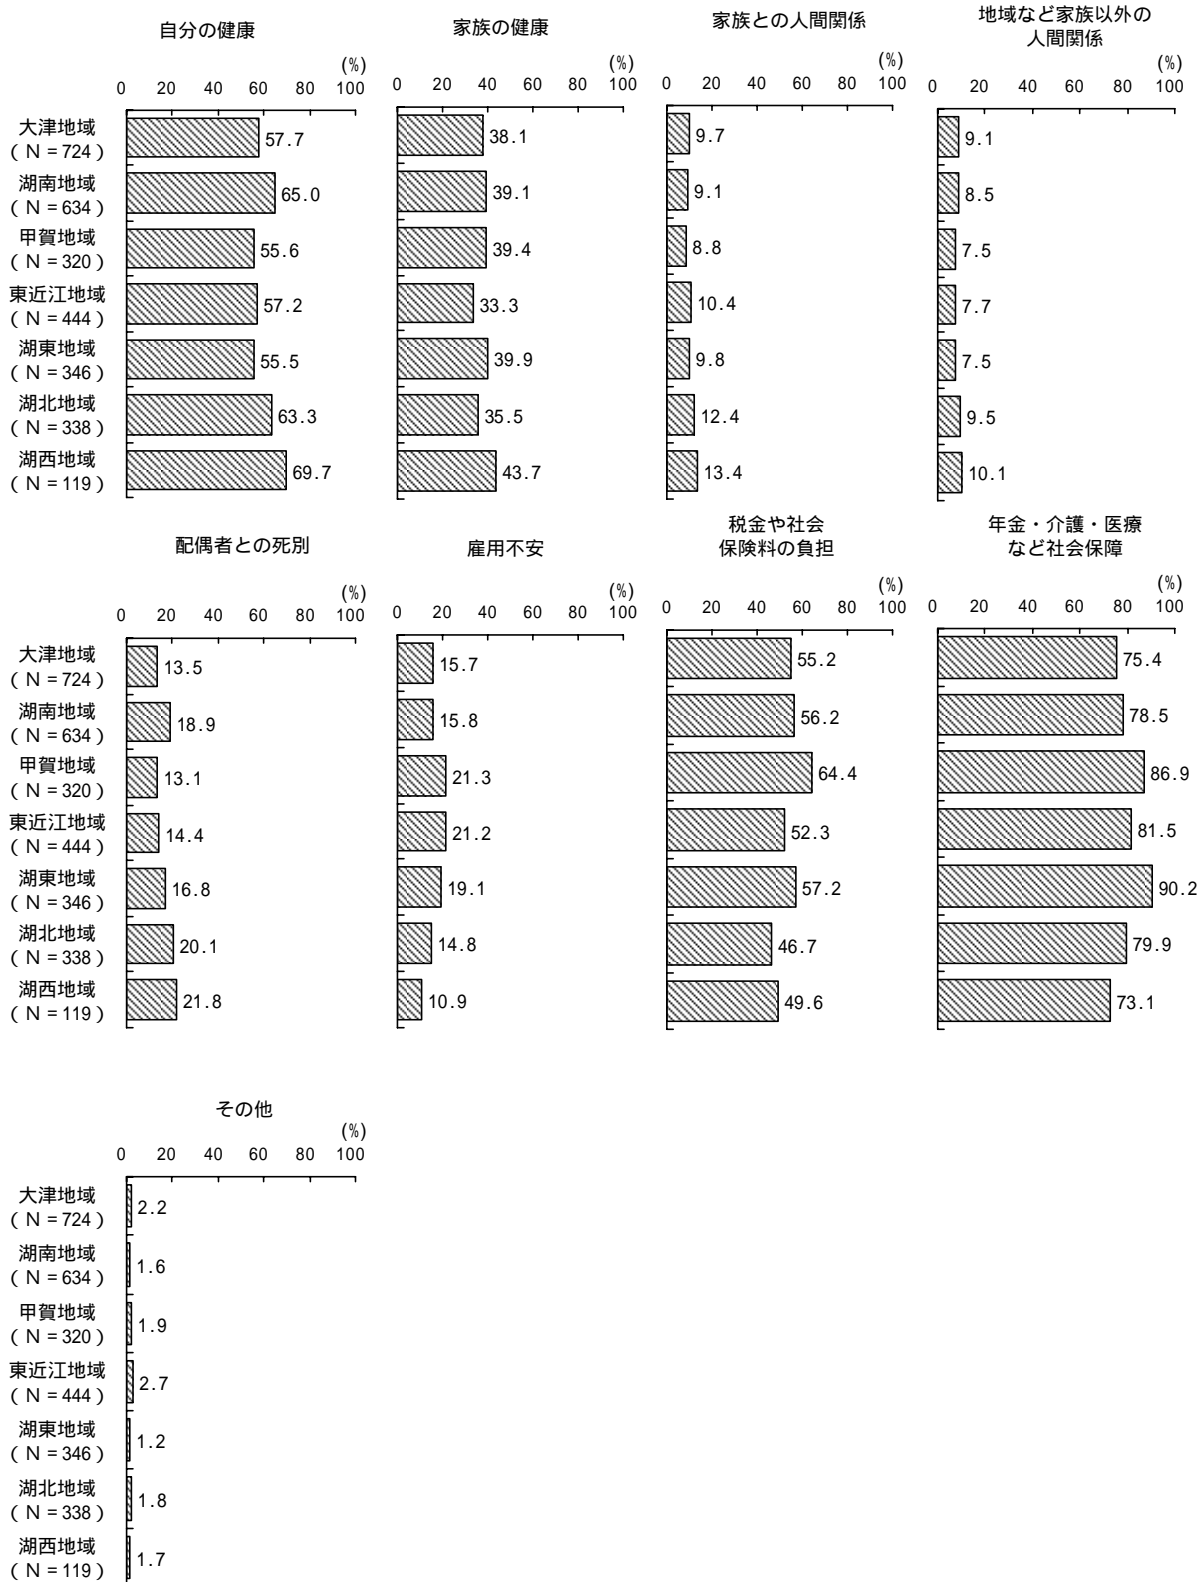 自分の健康
(%)
0 20 40 60 80 100
大津地域
( N = 724 )
57.7
湖南地域
( N = 634 )
65.0
甲賀地域
( N = 320 )
55.6
東近江地域
( N = 444 )
57.2
湖東地域
( N = 346 )
55.5
湖北地域
( N = 338 )
63.3
湖西地域
( N = 119 )
69.7
家族の健康
(%)
0 20 40 60 80 100
38.1
39.1
39.4
33.3
39.9
35.5
43.7
家族との人間関係
(%)
0 20 40 60 80 100
9.7
9.1
8.8
10.4
9.8
12.4
13.4
地域など家族以外の
人間関係
(%)
0 20 40 60 80 100
9.1
8.5
7.5
7.7
7.5
9.5
10.1
配偶者との死別
(%)
0 20 40 60 80 100
大津地域
( N = 724 )
13.5
湖南地域
( N = 634 )
18.9
甲賀地域
( N = 320 )
13.1
東近江地域
( N = 444 )
14.4
湖東地域
( N = 346 )
16.8
湖北地域
( N = 338 )
20.1
湖西地域
( N = 119 )
21.8
雇用不安
(%)
0 20 40 60 80 100
15.7
15.8
21.3
21.2
19.1
14.8
10.9
税金や社会
保険料の負担
(%)
0 20 40 60 80 100
55.2
56.2
64.4
52.3
57.2
46.7
49.6
年金・介護・医療
など社会保障
(%)
0 20 40 60 80 100
75.4
78.5
86.9
81.5
90.2
79.9
73.1
その他
(%)
0 20 40 60 80 100
大津地域
( N = 724 )
2.2
湖南地域
( N = 634 )
1.6
甲賀地域
( N = 320 )
1.9
東近江地域
( N = 444 )
2.7
湖東地域
( N = 346 )
1.2
湖北地域
( N = 338 )
1.8
湖西地域
( N = 119 )
1.7